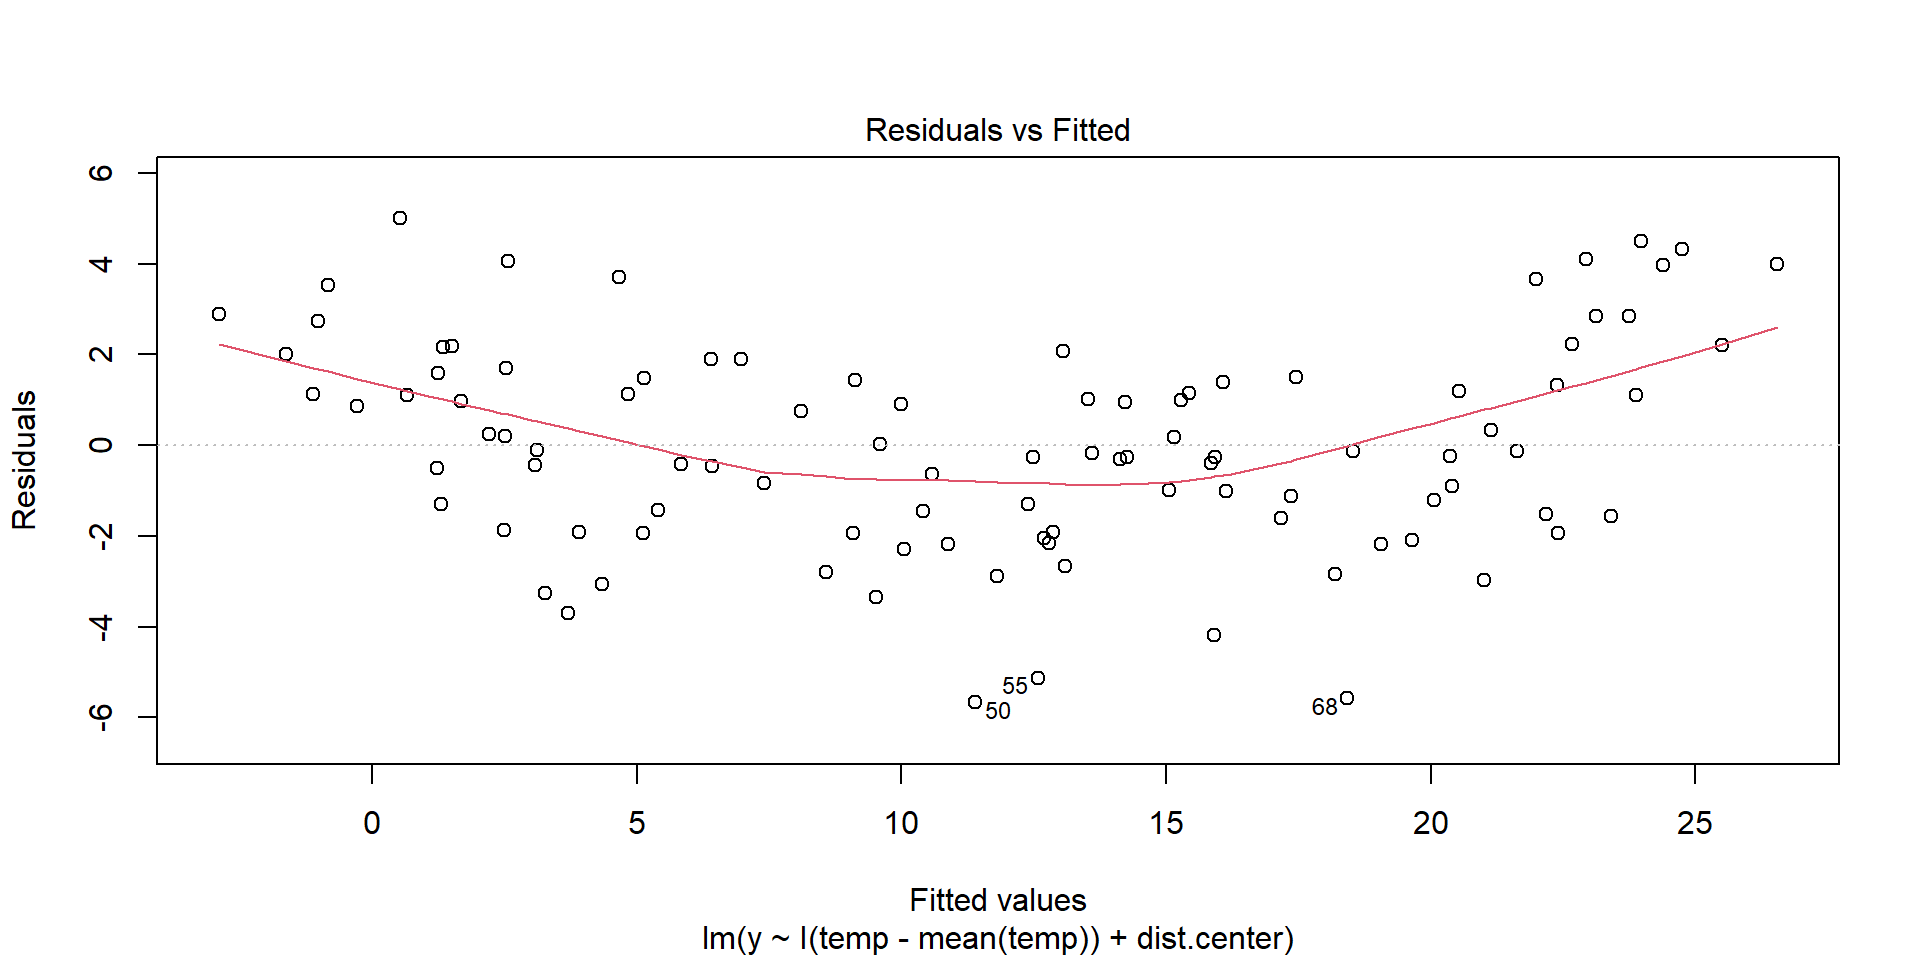 Residuals vs Fitted
Residuals
6
4
2
0
-2
-4
-6
55
50
68
0 5 10 15 20 25
Fitted values
lm(y ~ I(temp - mean(temp)) + dist.center)